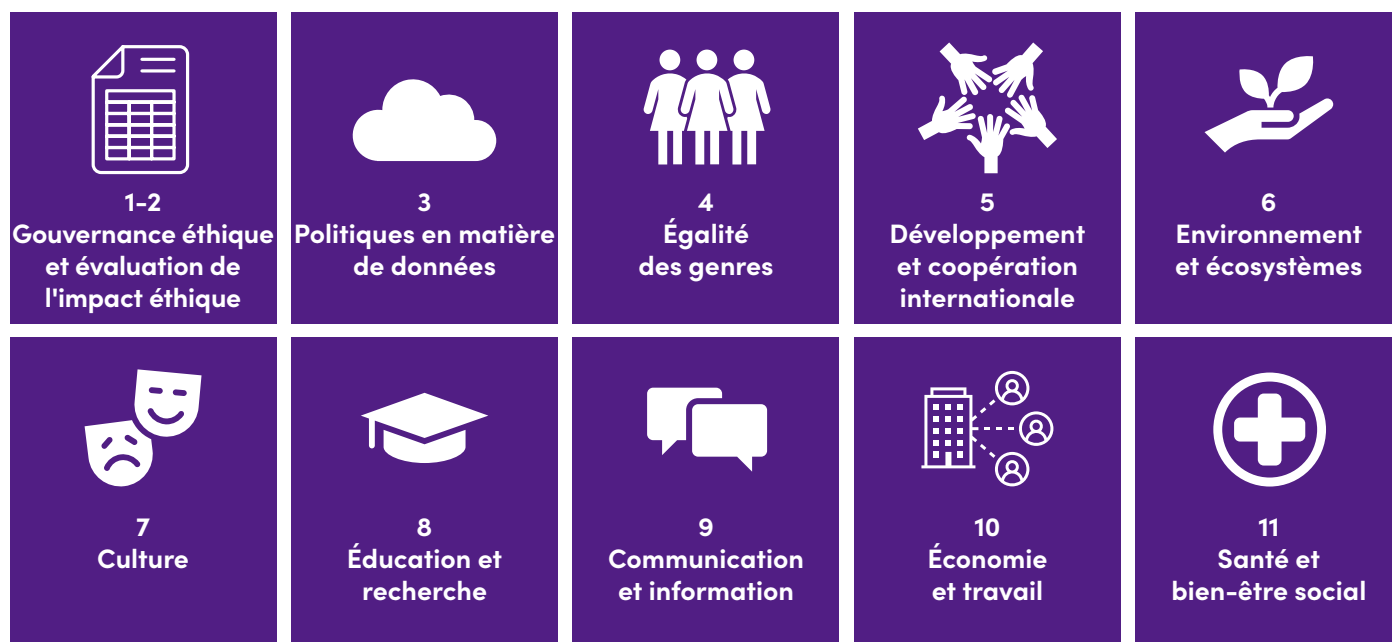 1-2
Gouvernance éthique
et évaluation de
l'impact éthique
3
Politiques en matière
de données
4
Égalité
des genres
5
Développement
et coopération
internationale
6
Environnement
et écosystèmes
7
Culture
8
Éducation et
recherche
9
Communication
et information
10
Économie
et travail
11
Santé et
bien-être social